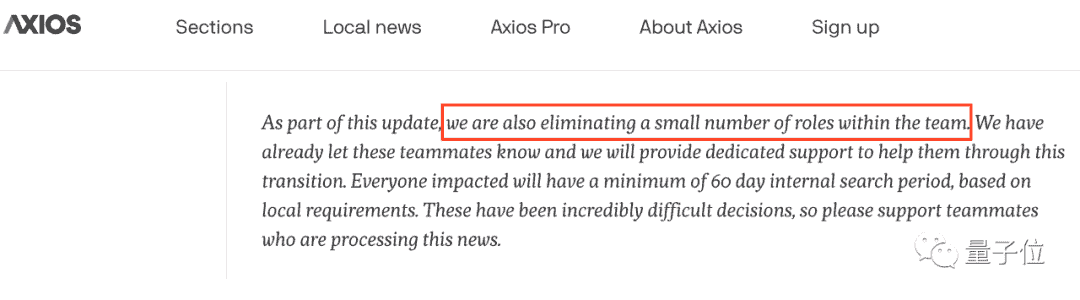 AXIOS Sections Local news Axios Pro About Axios Sign up
As part of this update, we are also eliminating a small number of roles within the team. We have
already let these teammates know and we will provide dedicated support to help them through this
transition. Everyone impacted will have a minimum of 60 day internal search period, based on
local requirements. These have been incredibly difficult decisions, so please support teammates
who are processing this news.
量子位